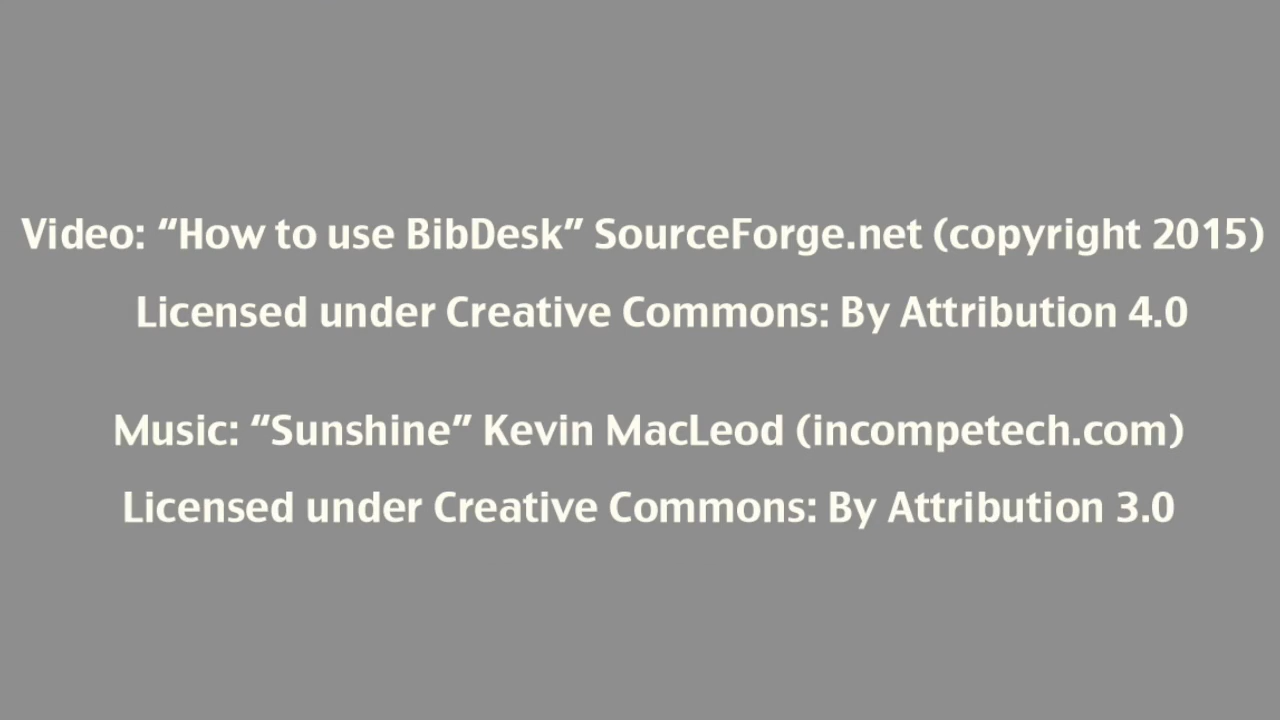 Video: “How to use BibDesk” SourceForge.net (copyright 2015)
Licensed under Creative Commons: By Attribution 4.0
Music: “Sunshine” Kevin MacLeod (incompetech.com)
Licensed under Creative Commons: By Attribution 3.0